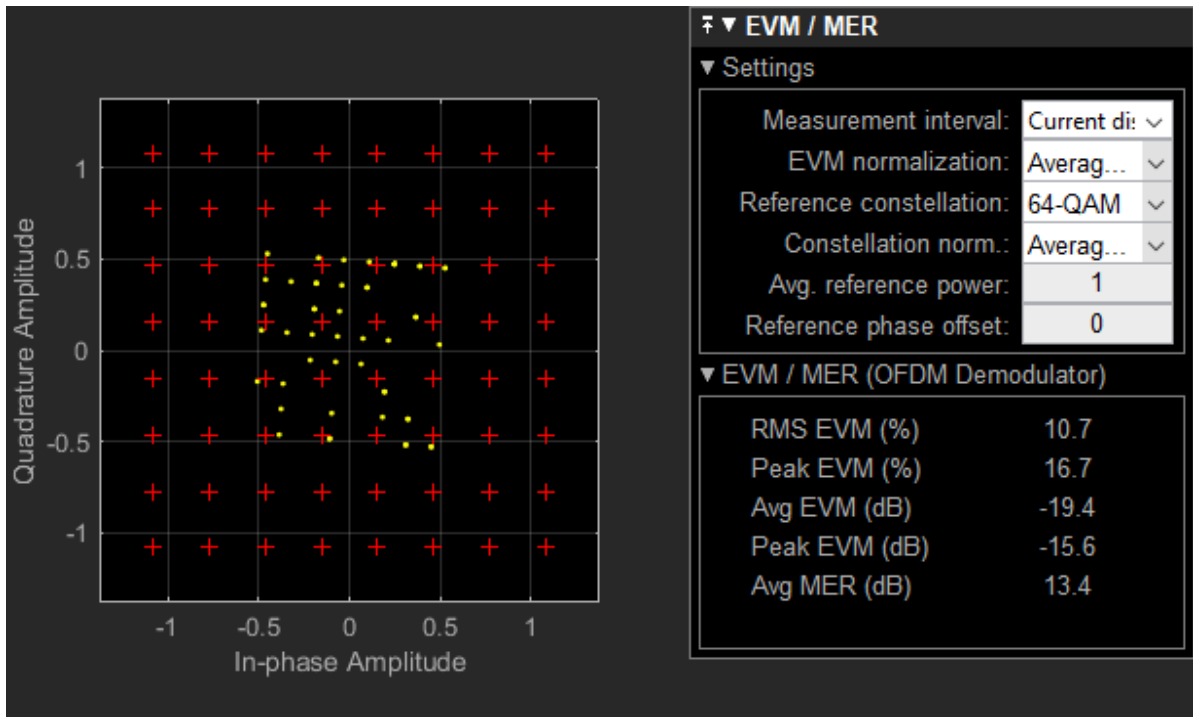 EVM / MER
Settings
Measurement interval: Current di
EVM normalization: Averag...
Reference constellation: 64-QAM
Constellation norm.: Averag...
Avg. reference power: 1
Reference phase offset: 0
EVM / MER (OFDM Demodulator)
RMS EVM (%) 10.7
Peak EVM (%) 16.7
Avg EVM (dB) -19.4
Peak EVM (dB) -15.6
Avg MER (dB) 13.4
Quadrature Amplitude
1
0.5
0
-0.5
-1
-1 -0.5 0 0.5 1
In-phase Amplitude